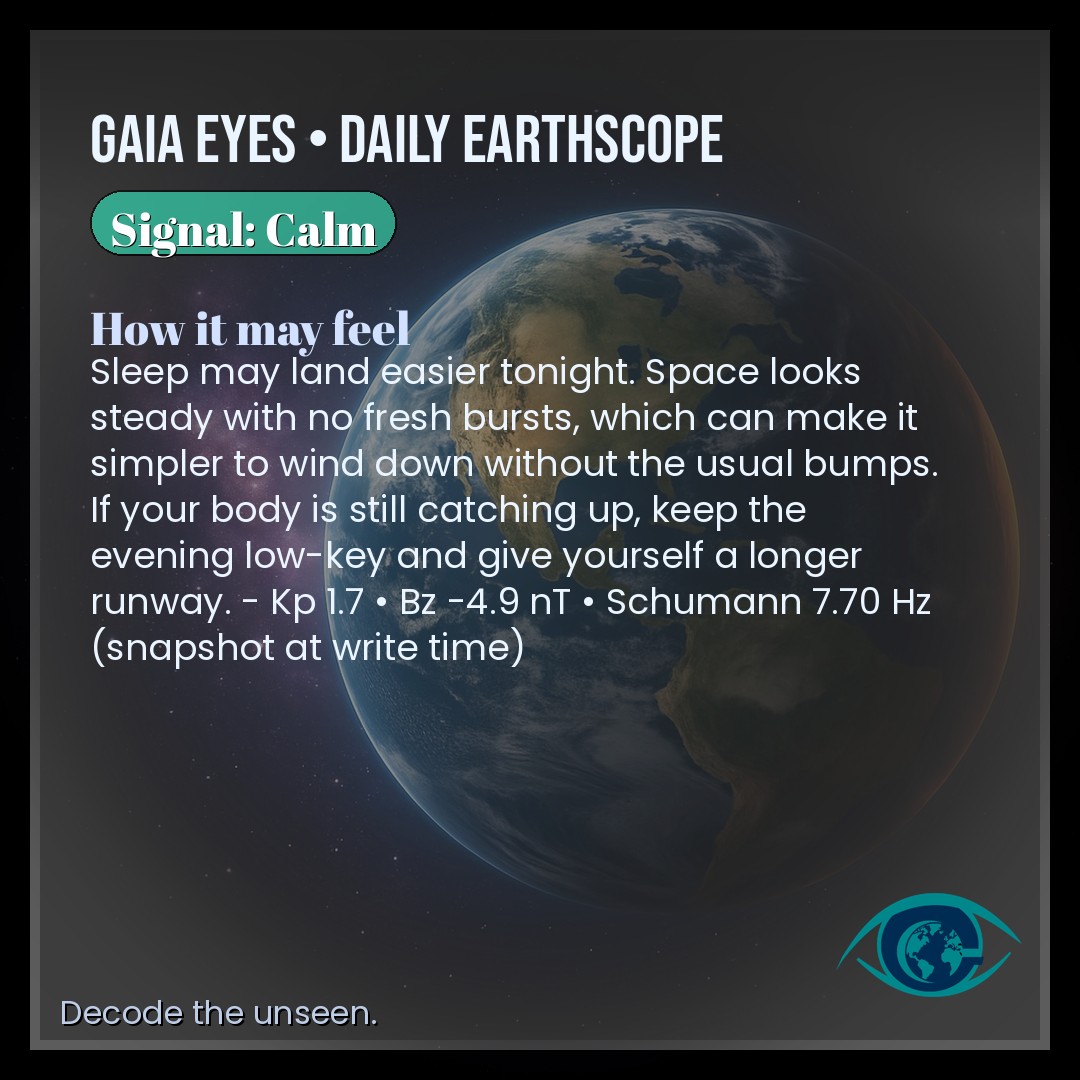 GAIA EYES • DAILY EARTHSCOPE
Signal: Calm
How it may feel
Sleep may land easier tonight. Space looks
steady with no fresh bursts, which can make it
simpler to wind down without the usual bumps.
If your body is still catching up, keep the
evening low-key and give yourself a longer
runway. - Kp 1.7 • Bz -4.9 nT • Schumann 7.70 Hz
(snapshot at write time)
Decode the unseen.